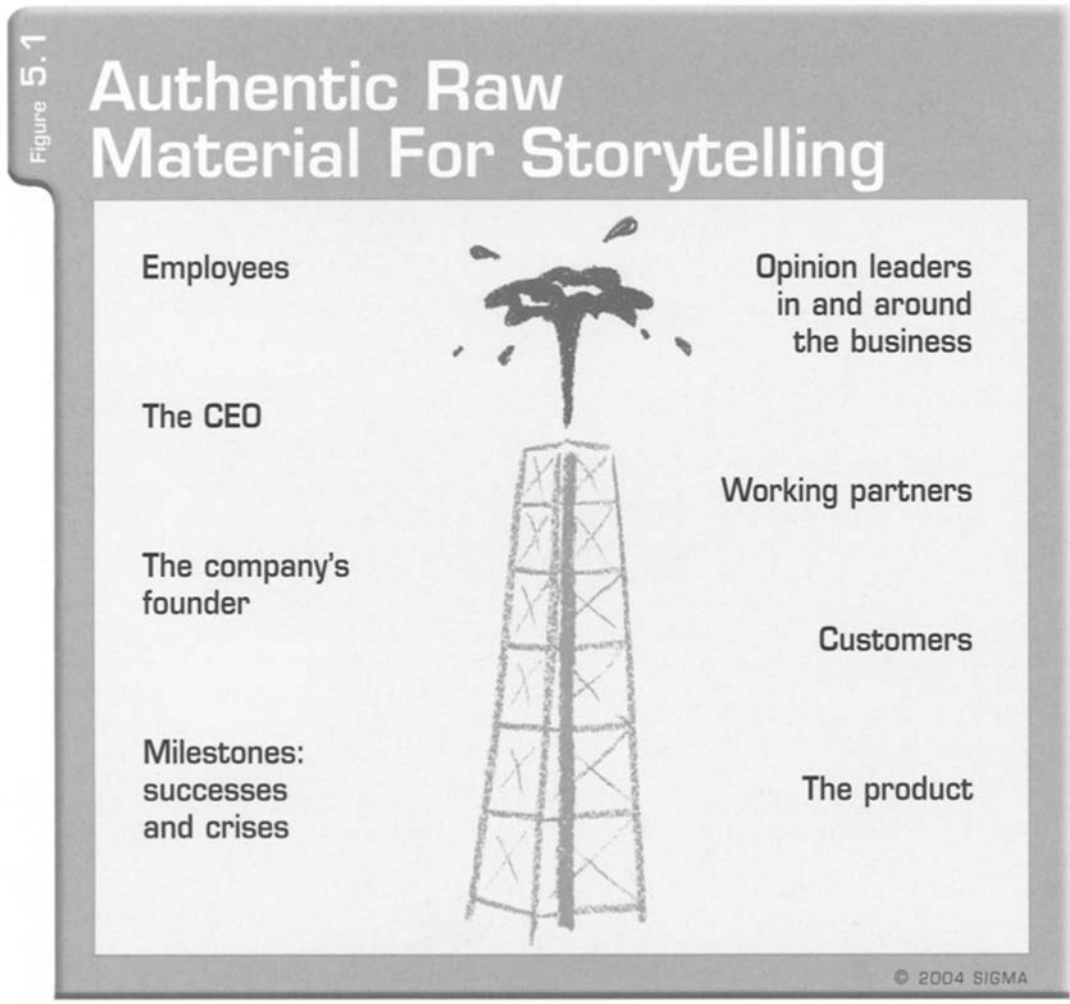 Figure 5.1
Authentic Raw
Material For Storytelling
Employees
The CEO
The company's
founder
Milestones:
successes
and crises
Opinion leaders
in and around
the business
Working partners
Customers
The product
© 2004 SIGMA